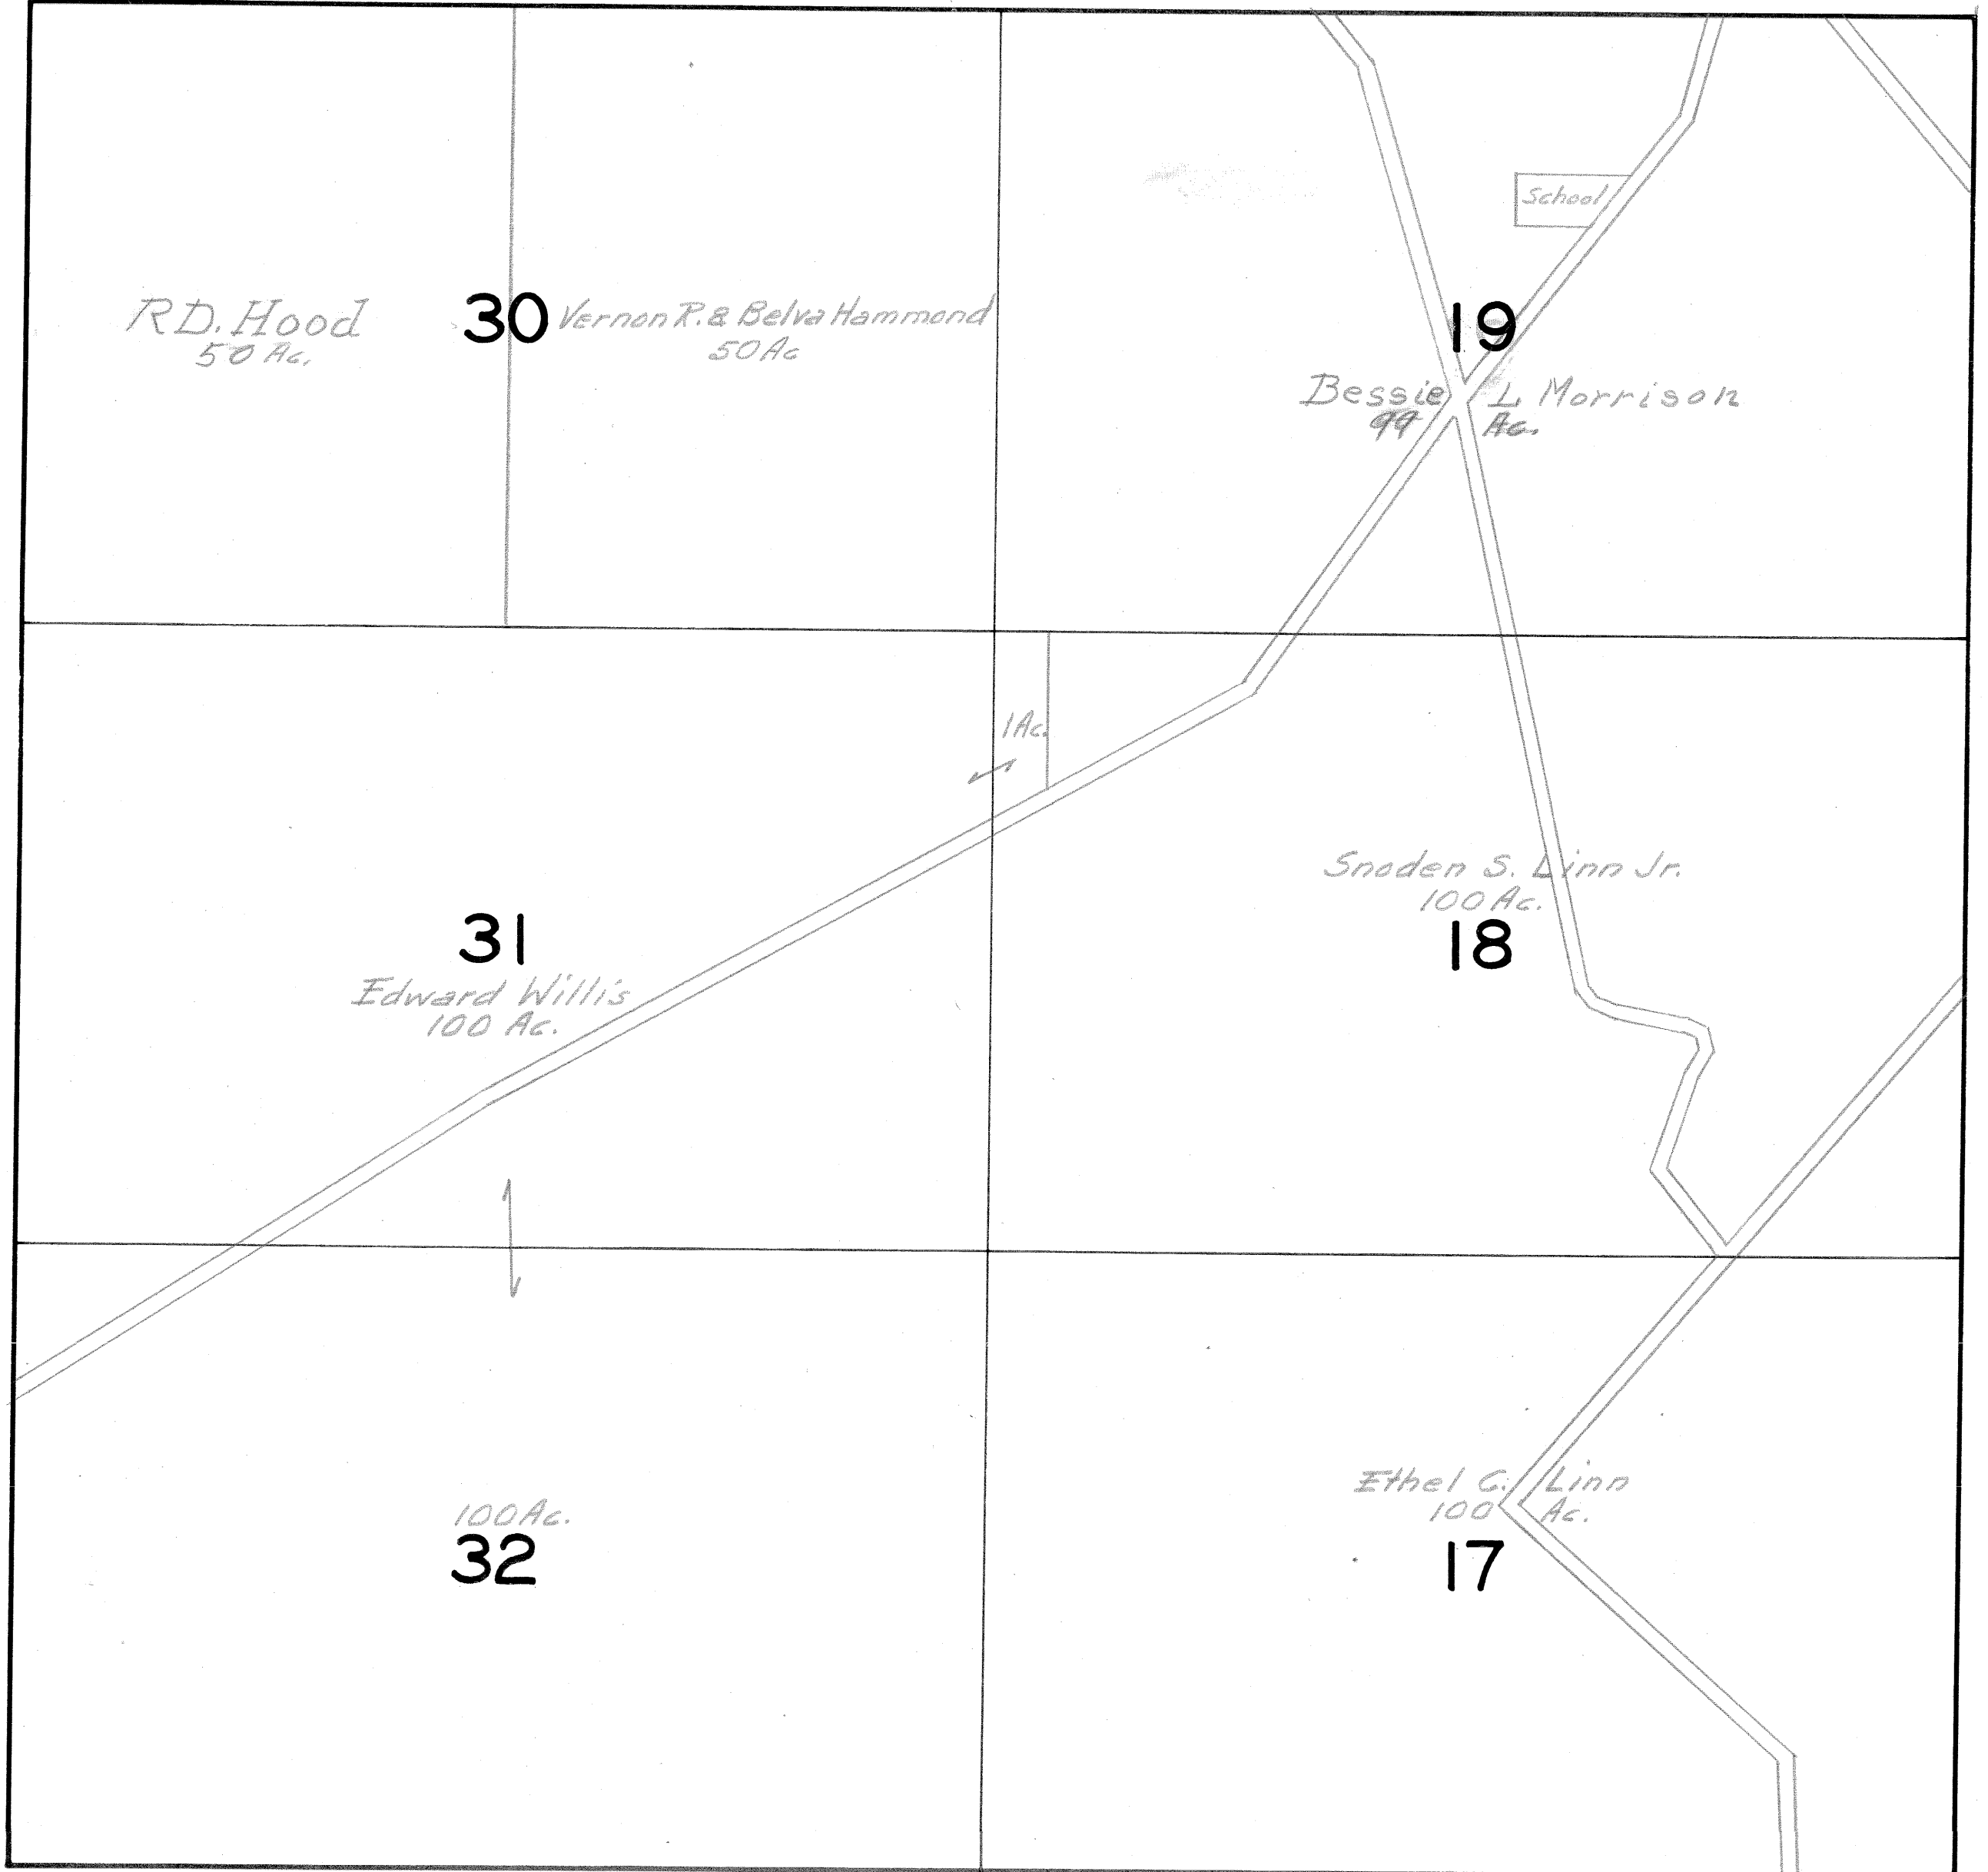 School
R.D. Hood
50 Ac.
30
Vernon R. & Belva Hammond
50 Ac
19
Bessie L. Morrison
99 Ac.
1 Ac.
Snoden S. Linn Jr.
100 Ac.
18
31
Edward Willis
100 Ac.
100 Ac.
32
Ethel C. Linn
100 Ac.
17